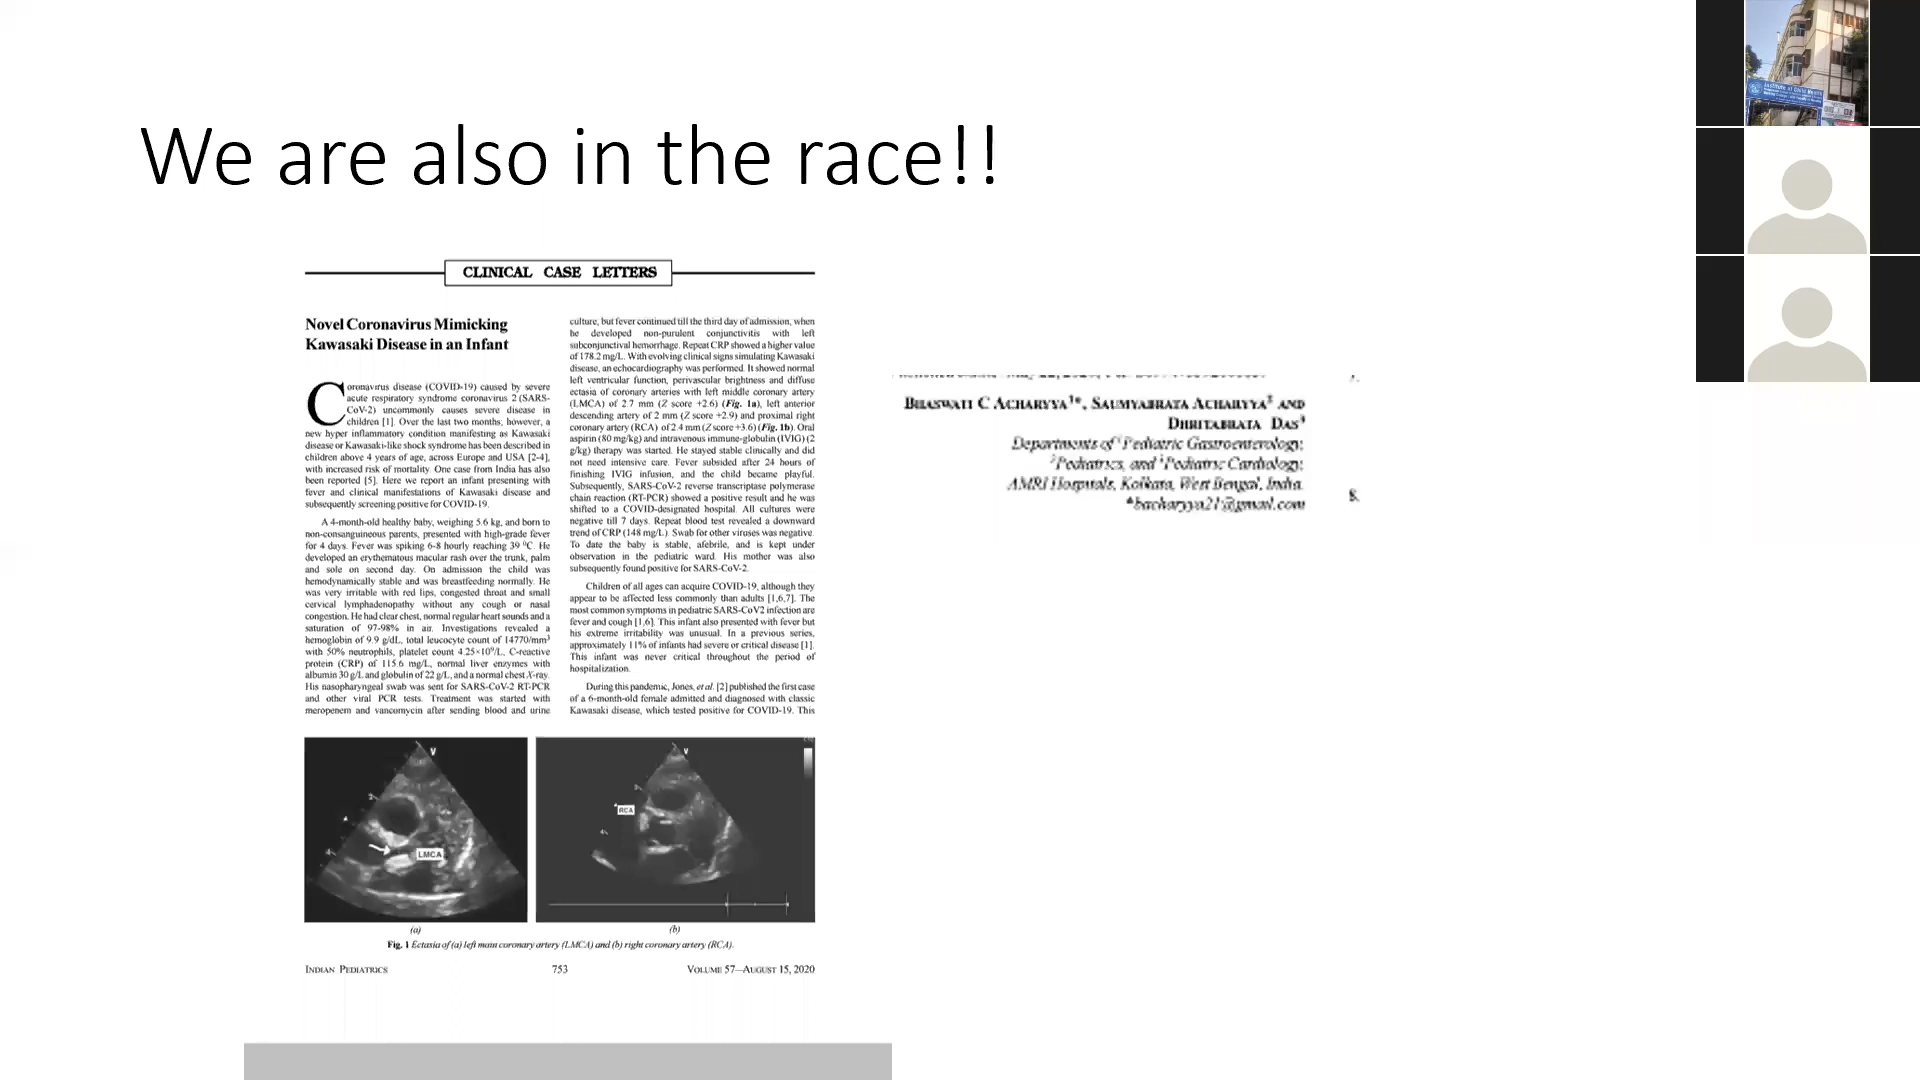 We are also in the race!!
CLINICAL CASE LETTERS
Novel Coronavirus Mimicking
Kawasaki Disease in an Infant
Coronavirus disease (COVID-19) caused by severe
acute respiratory syndrome coronavirus 2 (SARS-
CoV-2) uncommonly causes severe disease in
children [1]. Over the last two months, however, a
new hyper inflammatory condition manifesting as Kawasaki
disease or Kawasaki-like shock syndrome has been described in
children above 4 years of age, across Europe and USA [2-4],
with increased risk of mortality. One case from India has also
been reported [5]. Here we report an infant presenting with
fever and clinical manifestations of Kawasaki disease and
subsequently screening positive for COVID-19.
A 4-month-old healthy baby, weighing 5.6 kg, and born to
non-consanguineous parents, presented with high-grade fever
for 4 days. Fever was spiking 6-8 hourly reaching 39 ⁰C. He
developed an erythematous macular rash over the trunk, palm
and sole on second day. On admission the child was
hemodynamically stable and was breastfeeding normally. He
was very irritable with red lips, congested throat and small
cervical lymphadenopathy without any cough or nasal
congestion. He had clear chest, normal regular heart sounds and a
saturation of 97-98% in air. Investigations revealed a
hemoglobin of 9.9 g/dL, total leucocyte count of 14770/mm³
with 50% neutrophils, platelet count 4.25×10⁹/L, C-reactive
protein (CRP) of 115.6 mg/L, normal liver enzymes with
albumin 30 g/L and globulin of 22 g/L, and a normal chest X-ray.
His nasopharyngeal swab was sent for SARS-CoV-2 RT-PCR
and other viral PCR tests. Treatment was started with
meropenem and vancomycin after sending blood and urine
culture, but fever continued till the third day of admission, when
he developed non-purulent conjunctivitis with left
subconjunctival hemorrhage. Repeat CRP showed a higher value
of 178.2 mg/L. With evolving clinical signs simulating Kawasaki
disease, an echocardiography was performed. It showed normal
left ventricular function, perivascular brightness and diffuse
ectasia of coronary arteries with left middle coronary artery
(LMCA) of 2.7 mm (Z score +2.6) (Fig. 1a), left anterior
descending artery of 2 mm (Z score +2.9) and proximal right
coronary artery (RCA) of 2.4 mm (Z score +3.6) (Fig. 1b). Oral
aspirin (80 mg/kg) and intravenous immune-globulin (IVIG) (2
g/kg) therapy was started. He stayed stable clinically and did
not need intensive care. Fever subsided after 24 hours of
finishing IVIG infusion, and the child became playful.
Subsequently, SARS-CoV-2 reverse transcriptase polymerase
chain reaction (RT-PCR) showed a positive result and he was
shifted to a COVID-designated hospital. All cultures were
negative till 7 days. Repeat blood test revealed a downward
trend of CRP (148 mg/L). Swab for other viruses was negative.
To date the baby is stable, afebrile, and is kept under
observation in the pediatric ward. His mother was also
subsequently found positive for SARS-CoV-2.
Children of all ages can acquire COVID-19, although they
appear to be affected less commonly than adults [1,6,7]. The
most common symptoms in pediatric SARS-CoV2 infection are
fever and cough [1,6]. This infant also presented with fever but
his extreme irritability was unusual. In a previous series,
approximately 11% of infants had severe or critical disease [1].
This infant was never critical throughout the period of
hospitalization.
During this pandemic, Jones, et al. [2] published the first case
of a 6-month-old female admitted and diagnosed with classic
Kawasaki disease, which tested positive for COVID-19. This
V
LMCA
V
RCA
(a)
(b)
Fig. 1 Ectasia of (a) left main coronary artery (LMCA) and (b) right coronary artery (RCA).
INDIAN PEDIATRICS
753
VOLUME 57—AUGUST 15, 2020
BHASWATI C ACHARYYA¹*, SAUMYABRATA ACHARYYA² AND
DHRITABRATA DAS³
Departments of ¹Pediatric Gastroenterology,
²Pediatrics, and ³Pediatric Cardiology,
AMRI Hospitals, Kolkata, West Bengal, India.
*bacharyya21@gmail.com
8.
Institute of Child Health